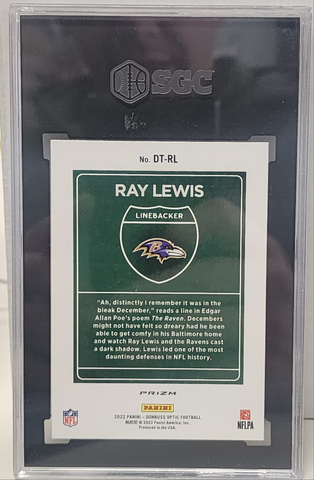 SGC
No. DT-RL
RAY LEWIS
LINEBACKER
B
"Ah, distinctly I remember it was in the
bleak December," reads a line in Edgar
Allan Poe's poem The Raven. Decembers
might not have felt so dreary had he been
able to get comfy in his Baltimore home
and watch Ray Lewis and the Ravens cast
a dark shadow. Lewis led one of the most
daunting defenses in NFL history.
PRIZM
PANINI
NFL
2022 PANINI - DONRUSS OPTIC FOOTBALL
© 2023 Panini America, Inc.
Produced in the USA.
NFLPA